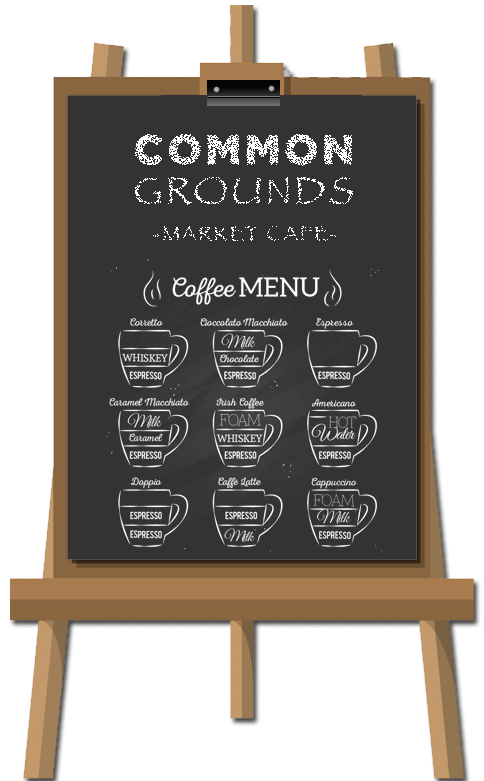 COMMON
GROUNDS
-MARKET CAFE-
Coffee MENU
Corretto
WHISKEY
ESPRESSO
Cioccolato Macchiato
Milk
Chocolate
ESPRESSO
Espresso
ESPRESSO
Caramel Macchiato
Milk
Caramel
ESPRESSO
Irish Coffee
FOAM
WHISKEY
ESPRESSO
Americano
HOT
Water
ESPRESSO
Doppio
ESPRESSO
ESPRESSO
Caffè Latte
ESPRESSO
Milk
Cappuccino
FOAM
Milk
ESPRESSO